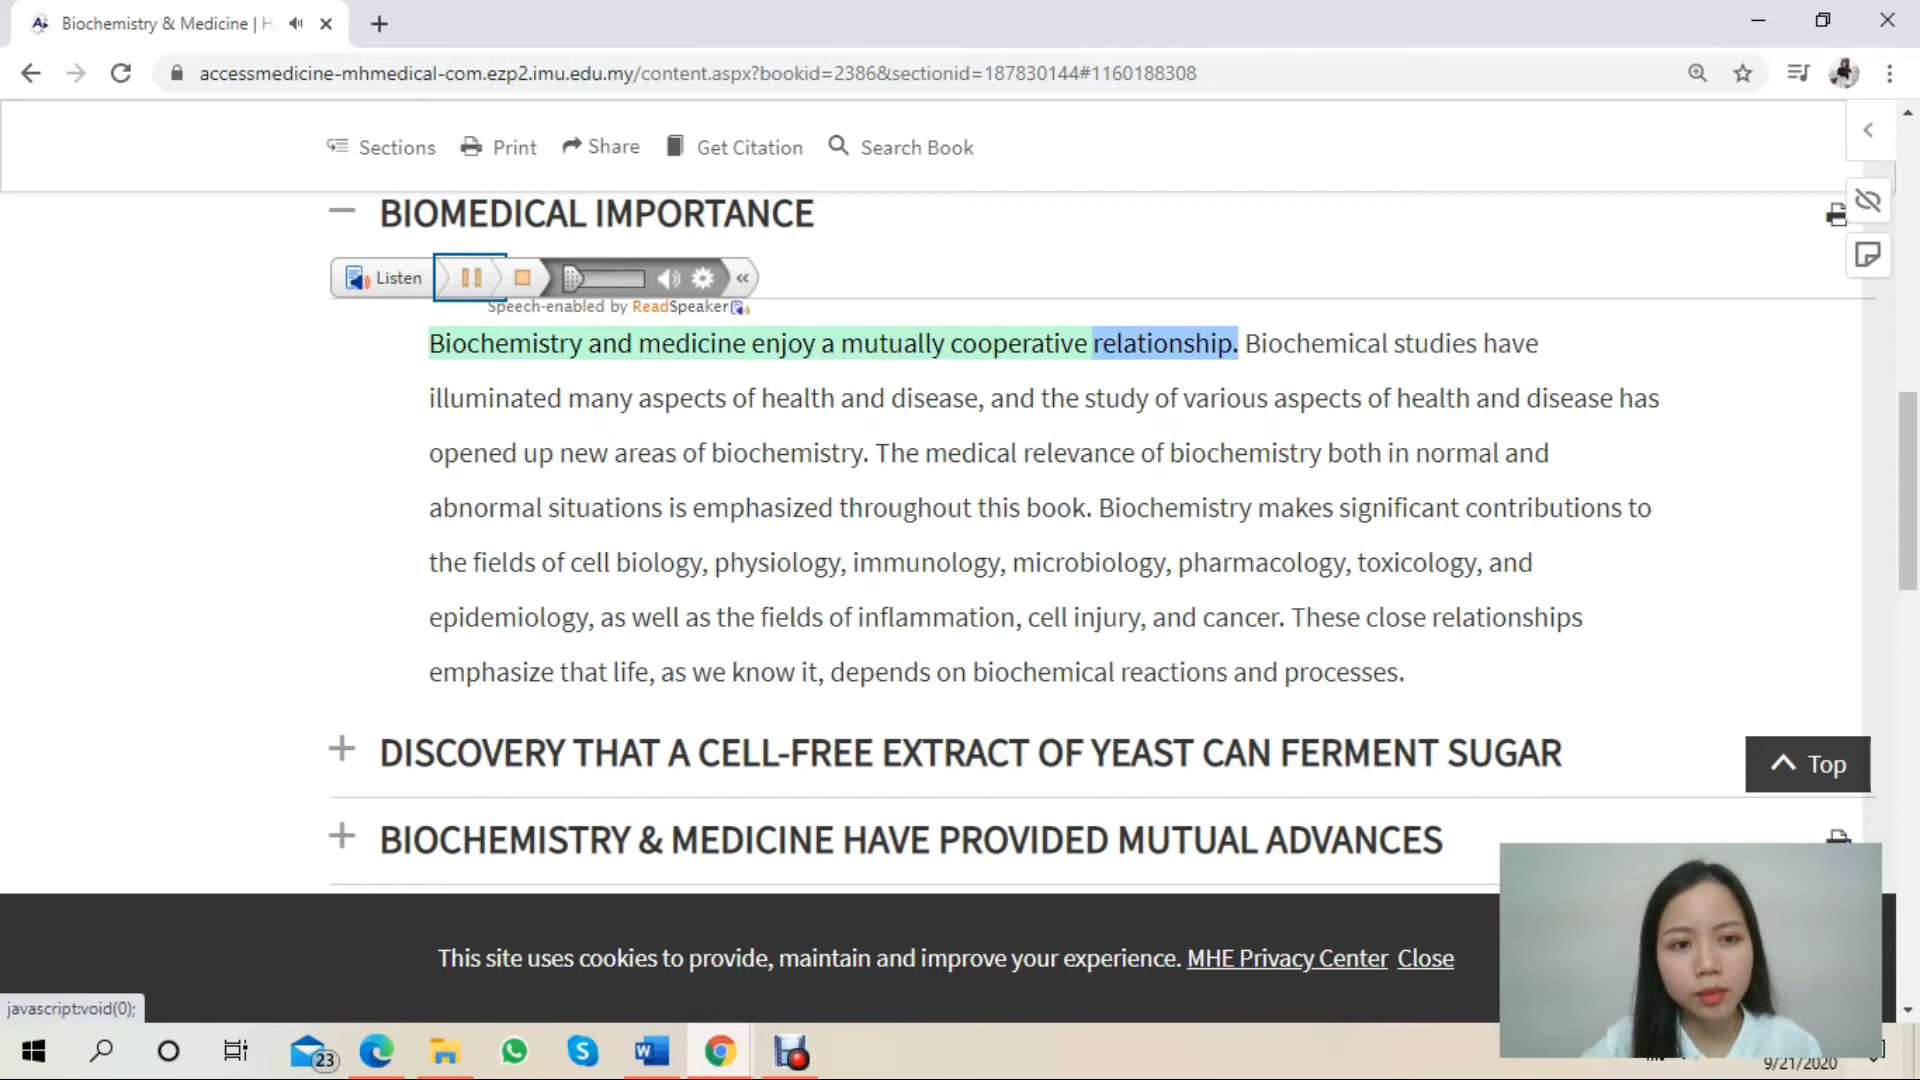 Biochemistry & Medicine | H
accessmedicine-mhmedical-com.ezp2.imu.edu.my/content.aspx?bookid=2386&sectionid=187830144#1160188308
Sections Print Share Get Citation Search Book
BIOMEDICAL IMPORTANCE
Listen
Speech-enabled by ReadSpeaker
Biochemistry and medicine enjoy a mutually cooperative relationship. Biochemical studies have
illuminated many aspects of health and disease, and the study of various aspects of health and disease has
opened up new areas of biochemistry. The medical relevance of biochemistry both in normal and
abnormal situations is emphasized throughout this book. Biochemistry makes significant contributions to
the fields of cell biology, physiology, immunology, microbiology, pharmacology, toxicology, and
epidemiology, as well as the fields of inflammation, cell injury, and cancer. These close relationships
emphasize that life, as we know it, depends on biochemical reactions and processes.
DISCOVERY THAT A CELL-FREE EXTRACT OF YEAST CAN FERMENT SUGAR
Top
BIOCHEMISTRY & MEDICINE HAVE PROVIDED MUTUAL ADVANCES
This site uses cookies to provide, maintain and improve your experience. MHE Privacy Center Close
javascript:void(0);
23
9/21/2020